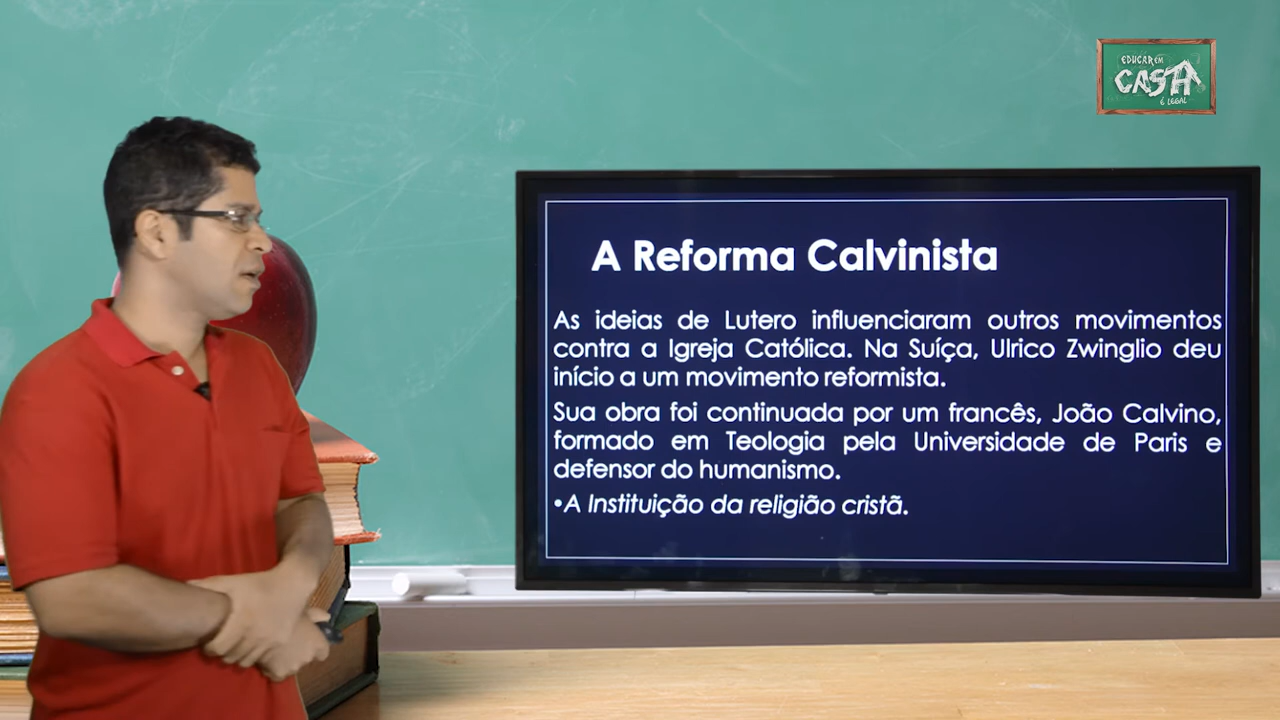 EDUCAR EM
CASA
É LEGAL
A Reforma Calvinista
As ideias de Lutero influenciaram outros movimentos
contra a Igreja Católica. Na Suíça, Ulrico Zwinglio deu
início a um movimento reformista.
Sua obra foi continuada por um francês, João Calvino,
formado em Teologia pela Universidade de Paris e
defensor do humanismo.
•A Instituição da religião cristã.